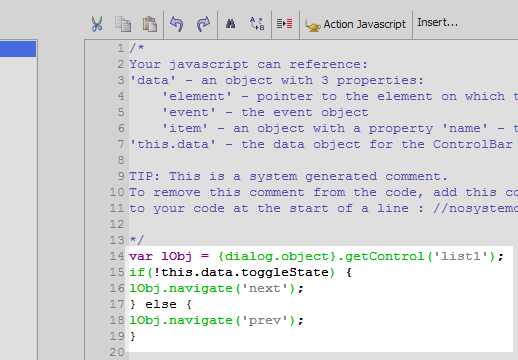 Action Javascript Insert...
1 /*
2 Your javascript can reference:
3 'data' - an object with 3 properties:
4 'element' - pointer to the element on which t
5 'event' - the event object
6 'item' - an object with a property 'name' - t
7 'this.data' - the data object for the ControlBar
8
9 TIP: This is a system generated comment.
10 To remove this comment from the code, add this co
11 to your code at the start of a line : //nosystemc
12
13 */
14 var lObj = {dialog.object}.getControl('list1');
15 if(!this.data.toggleState) {
16 lObj.navigate('next');
17 } else {
18 lObj.navigate('prev');
19 }
20